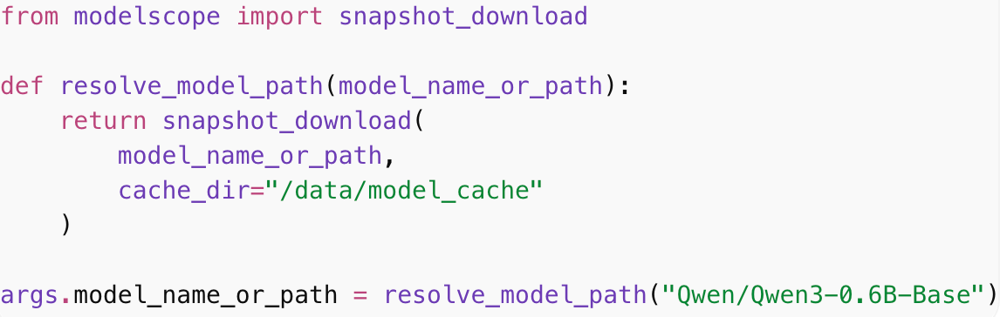 from modelscope import snapshot_download
def resolve_model_path(model_name_or_path):
    return snapshot_download(
        model_name_or_path,
        cache_dir="/data/model_cache"
    )
args.model_name_or_path = resolve_model_path("Qwen/Qwen3-0.6B-Base")